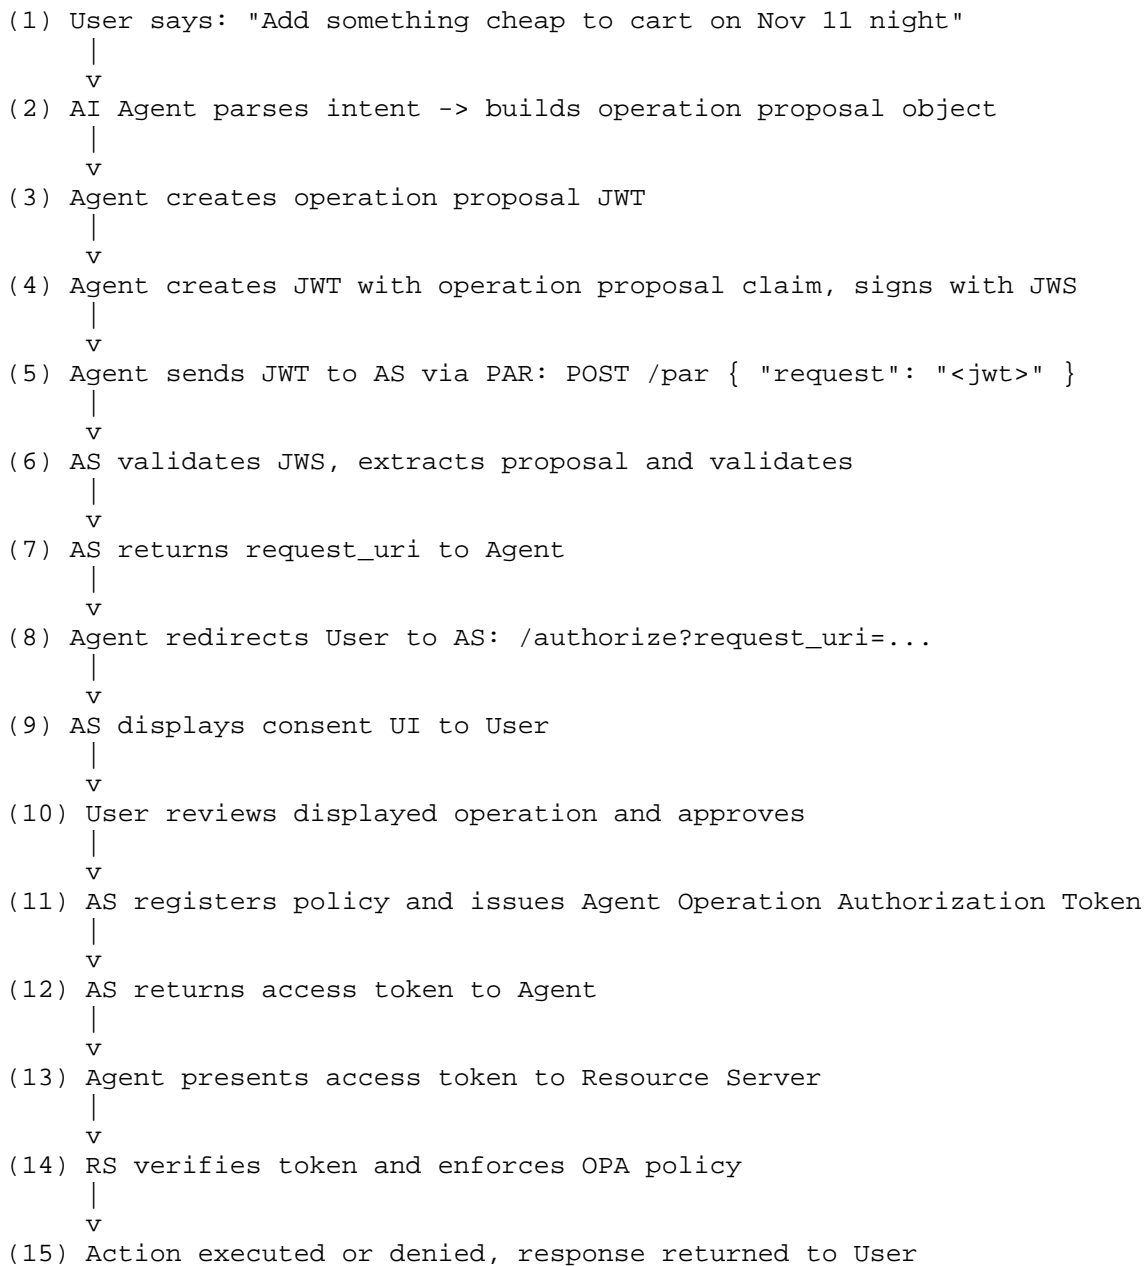 (1) User says: "Add something cheap to cart on Nov 11 night"
|
v
(2) AI Agent parses intent -> builds operation proposal object
|
v
(3) Agent creates operation proposal JWT
|
v
(4) Agent creates JWT with operation proposal claim, signs with JWS
|
v
(5) Agent sends JWT to AS via PAR: POST /par { "request": "<jwt>" }
|
v
(6) AS validates JWS, extracts proposal and validates
|
v
(7) AS returns request_uri to Agent
|
v
(8) Agent redirects User to AS: /authorize?request_uri=...
|
v
(9) AS displays consent UI to User
|
v
(10) User reviews displayed operation and approves
|
v
(11) AS registers policy and issues Agent Operation Authorization Token
|
v
(12) AS returns access token to Agent
|
v
(13) Agent presents access token to Resource Server
|
v
(14) RS verifies token and enforces OPA policy
|
v
(15) Action executed or denied, response returned to User